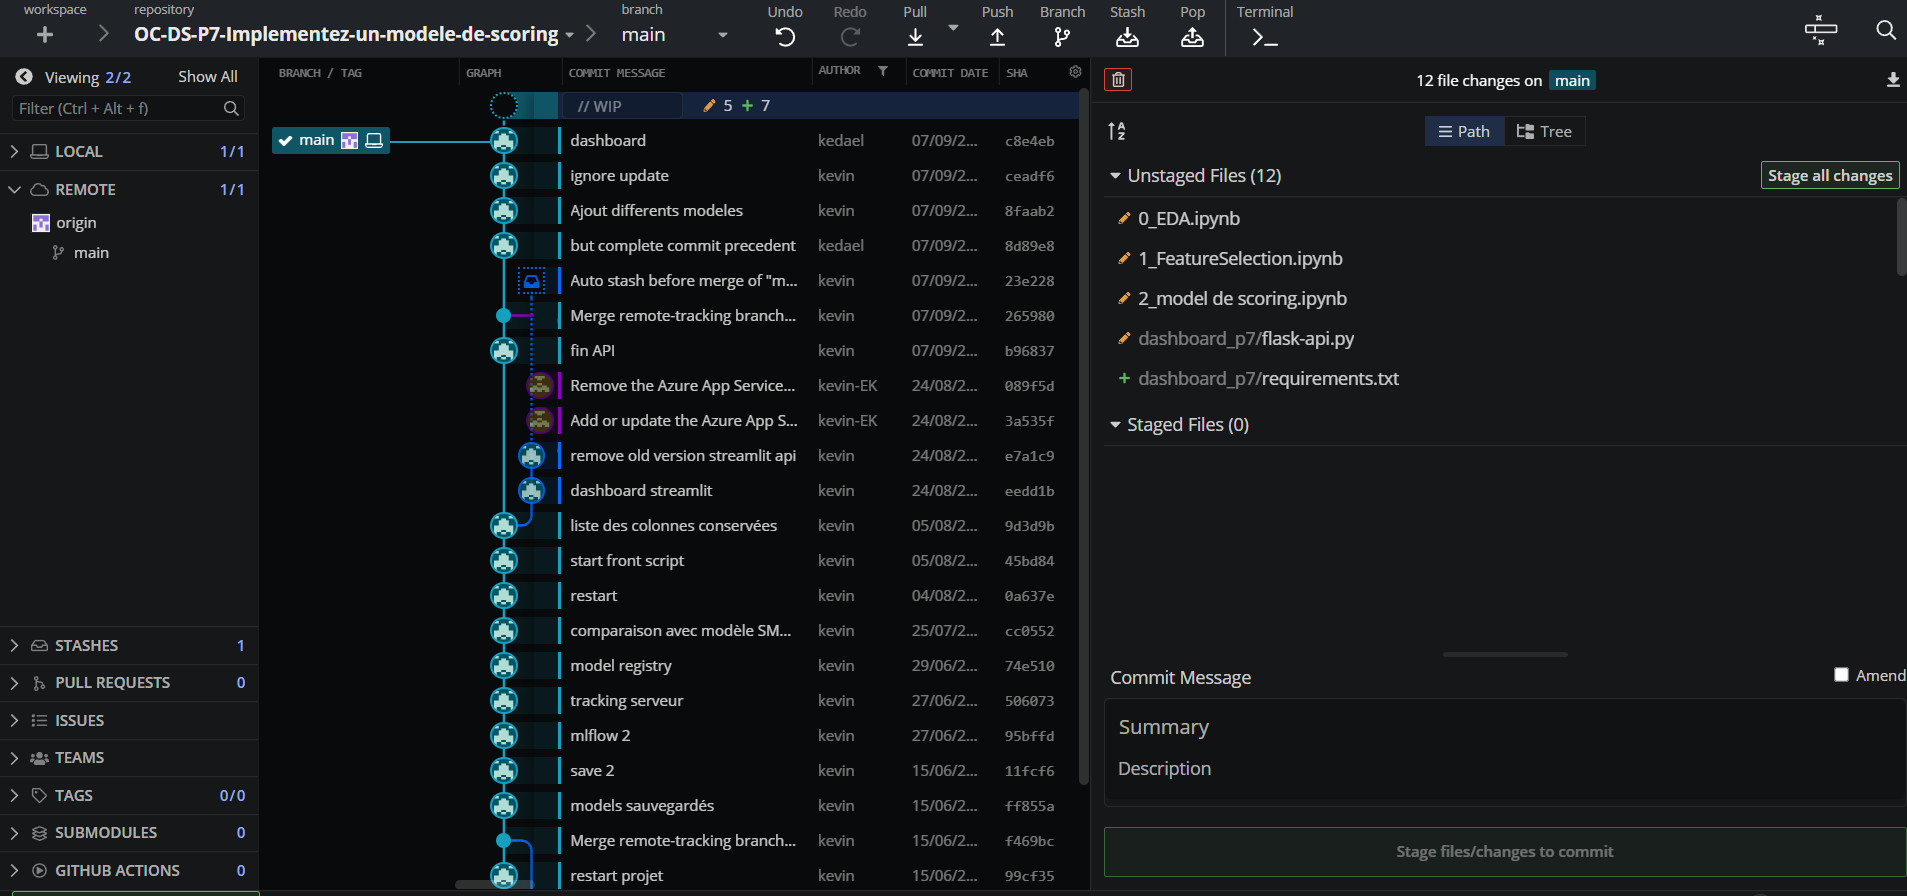 workspace
repository
branch
OC-DS-P7-Implementez-un-modele-de-scoring
main
Undo
Redo
Pull
Push
Branch
Stash
Pop
Terminal
Viewing 2/2
Show All
Filter (Ctrl + Alt + f)
LOCAL 1/1
REMOTE 1/1
origin
main
STASHES 1
PULL REQUESTS 0
ISSUES
TEAMS
TAGS 0/0
SUBMODULES 0
GITHUB ACTIONS 0
BRANCH / TAG GRAPH COMMIT MESSAGE AUTHOR COMMIT DATE SHA
// WIP 5 + 7
main dashboard kedael 07/09/2... c8e4eb
ignore update kevin 07/09/2... ceadf6
Ajout differents modeles kevin 07/09/2... 8faab2
but complete commit precedent kedael 07/09/2... 8d89e8
Auto stash before merge of "m... kevin 07/09/2... 23e228
Merge remote-tracking branch... kevin 07/09/2... 265980
fin API kevin 07/09/2... b96837
Remove the Azure App Service... kevin-EK 24/08/2... 089f5d
Add or update the Azure App S... kevin-EK 24/08/2... 3a535f
remove old version streamlit api kevin 24/08/2... e7a1c9
dashboard streamlit kevin 24/08/2... eedd1b
liste des colonnes conservées kevin 05/08/2... 9d3d9b
start front script kevin 05/08/2... 45bd84
restart kevin 04/08/2... 0a637e
comparaison avec modèle SM... kevin 25/07/2... cc0552
model registry kevin 29/06/2... 74e510
tracking serveur kevin 27/06/2... 506073
mlflow 2 kevin 27/06/2... 95bffd
save 2 kevin 15/06/2... 11fcf6
models sauvegardés kevin 15/06/2... ff855a
Merge remote-tracking branch... kevin 15/06/2... f469bc
restart projet kevin 15/06/2... 99cf35
12 file changes on main
Path Tree
Unstaged Files (12)
Stage all changes
0_EDA.ipynb
1_FeatureSelection.ipynb
2_model de scoring.ipynb
dashboard_p7/flask-api.py
+ dashboard_p7/requirements.txt
Staged Files (0)
Commit Message
Amend
Summary
Description
Stage files/changes to commit